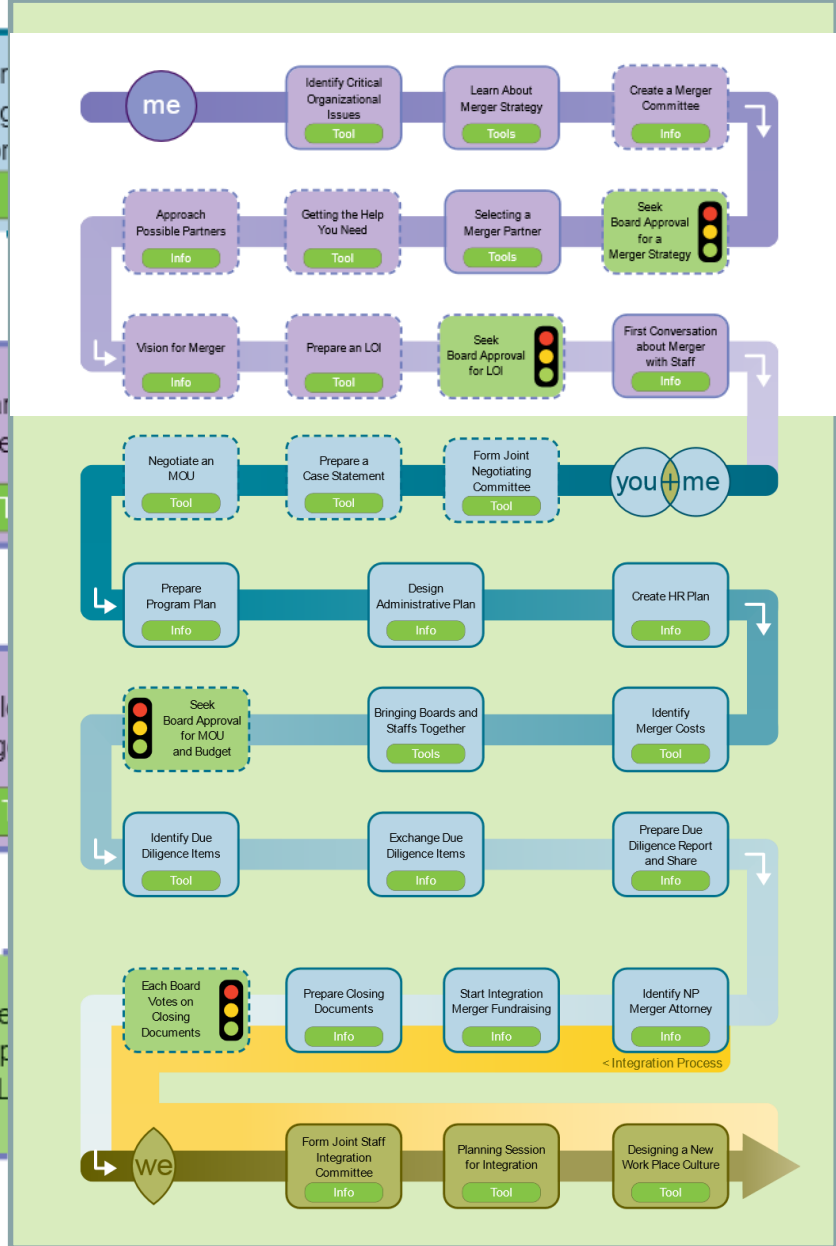 me
Identify Critical
Organizational
Issues
Tool
Learn About
Merger Strategy
Tools
Create a Merger
Committee
Info
Approach
Possible Partners
Info
Getting the Help
You Need
Tool
Selecting a
Merger Partner
Tools
Seek
Board Approval
for a
Merger Strategy
Vision for Merger
Info
Prepare an LOI
Tool
Seek
Board Approval
for LOI
First Conversation
about Merger
with Staff
Info
Negotiate an
MOU
Tool
Prepare a
Case Statement
Tool
Form Joint
Negotiating
Committee
Tool
you+me
Prepare
Program Plan
Info
Design
Administrative Plan
Info
Create HR Plan
Info
Seek
Board Approval
for MOU
and Budget
Bringing Boards and
Staffs Together
Tools
Identify
Merger Costs
Tool
Identify Due
Diligence Items
Tool
Exchange Due
Diligence Items
Info
Prepare Due
Diligence Report
and Share
Info
Each Board
Votes on
Closing
Documents
Prepare Closing
Documents
Info
Start Integration
Merger Fundraising
Info
Identify NP
Merger Attorney
Info
< Integration Process
we
Form Joint Staff
Integration
Committee
Info
Planning Session
for Integration
Tool
Designing a New
Work Place Culture
Tool